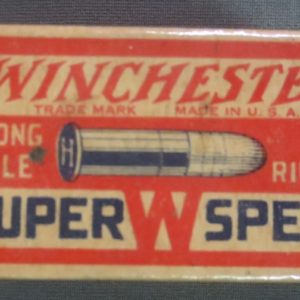 WINCHESTE
TRADE MARK MADE IN U.S.A.
ONG
LE RI
H
UPER W SPE